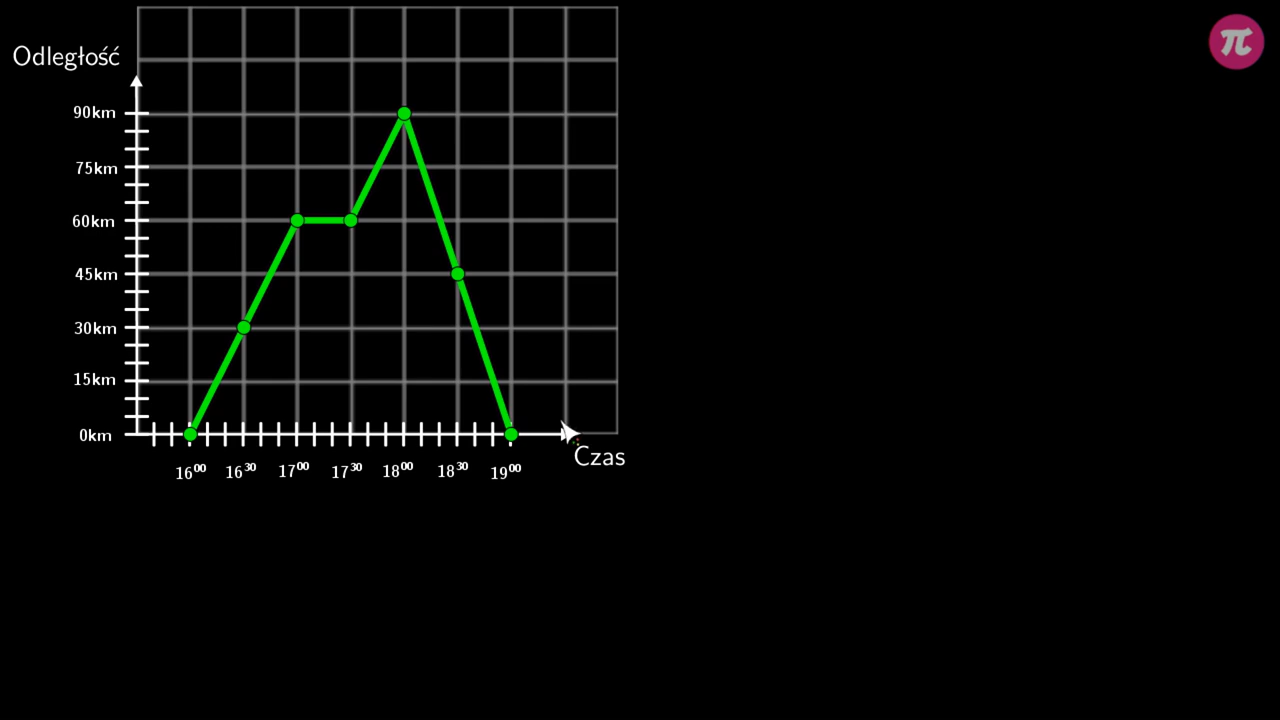 Odległość
90km
75km
60km
45km
30km
15km
0km
16⁰⁰ 16³⁰ 17⁰⁰ 17³⁰ 18⁰⁰ 18³⁰ 19⁰⁰
Czas
π